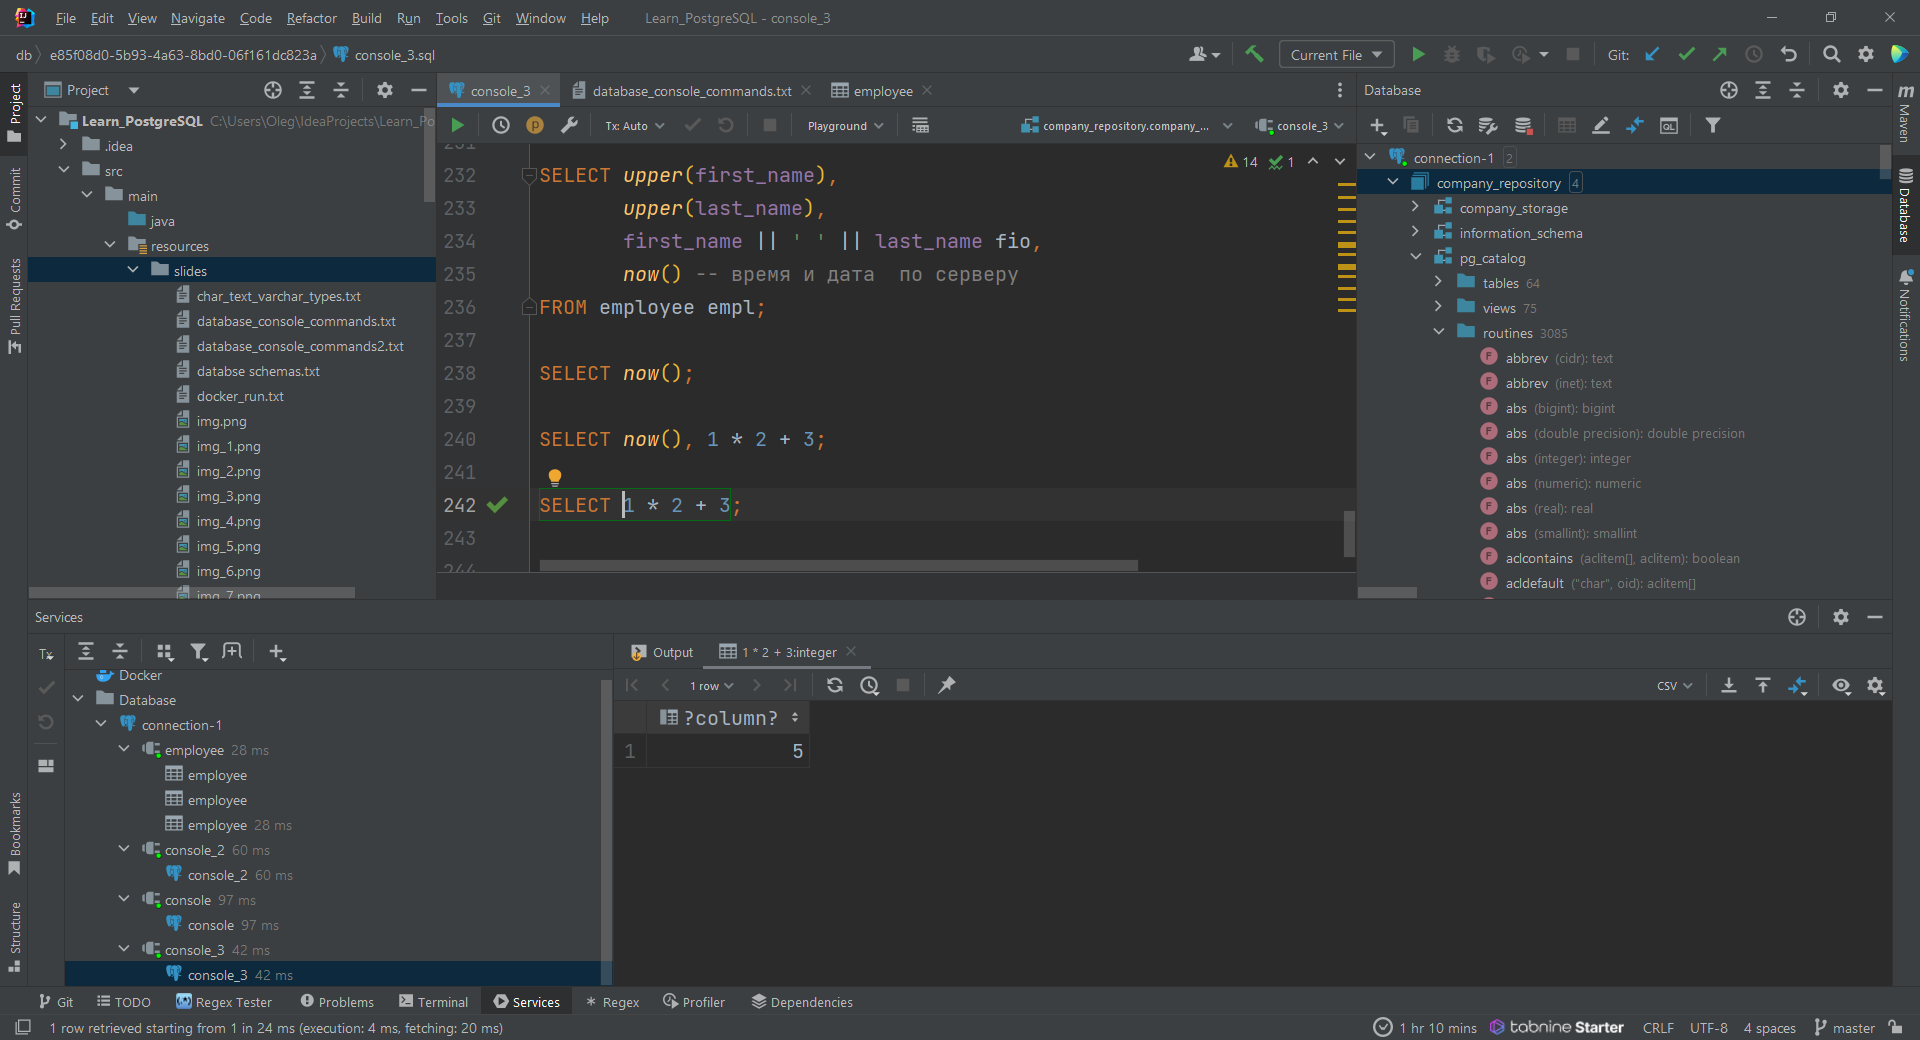 File Edit View Navigate Code Refactor Build Run Tools Git Window Help Learn_PostgreSQL - console_3
db e85f08d0-5b93-4a63-8bd0-06f161dc823a console_3.sql Current File Git:
Project
Learn_PostgreSQL C:\Users\Oleg\IdeaProjects\Learn_Po
.idea
src
main
java
resources
slides
char_text_varchar_types.txt
database_console_commands.txt
database_console_commands2.txt
databse schemas.txt
docker_run.txt
img.png
img_1.png
img_2.png
img_3.png
img_4.png
img_5.png
img_6.png
img_7.png
Project
Commit
Pull Requests
Bookmarks
Structure
console_3 database_console_commands.txt employee
Tx: Auto Playground company_repository.company_... console_3
14 1
231
232 SELECT upper(first_name),
233 upper(last_name),
234 first_name || ' ' || last_name fio,
235 now() -- время и дата  по серверу
236 FROM employee empl;
237
238 SELECT now();
239
240 SELECT now(), 1 * 2 + 3;
241
242 SELECT 1 * 2 + 3;
243
244
Database
connection-1 2
company_repository 4
company_storage
information_schema
pg_catalog
tables 64
views 75
routines 3085
abbrev (cidr): text
abbrev (inet): text
abs (bigint): bigint
abs (double precision): double precision
abs (integer): integer
abs (numeric): numeric
abs (real): real
abs (smallint): smallint
aclcontains (aclitem[], aclitem): boolean
acldefault ("char", oid): aclitem[]
m Maven
Database
Notifications
Services
Tx
Docker
Database
connection-1
employee 28 ms
employee
employee
employee 28 ms
console_2 60 ms
console_2 60 ms
console 97 ms
console 97 ms
console_3 42 ms
console_3 42 ms
Output 1 * 2 + 3:integer
1 row CSV
?column?
1 5
Git TODO Regex Tester Problems Terminal Services Regex Profiler Dependencies
1 row retrieved starting from 1 in 24 ms (execution: 4 ms, fetching: 20 ms) 1 hr 10 mins tabnine Starter CRLF UTF-8 4 spaces master